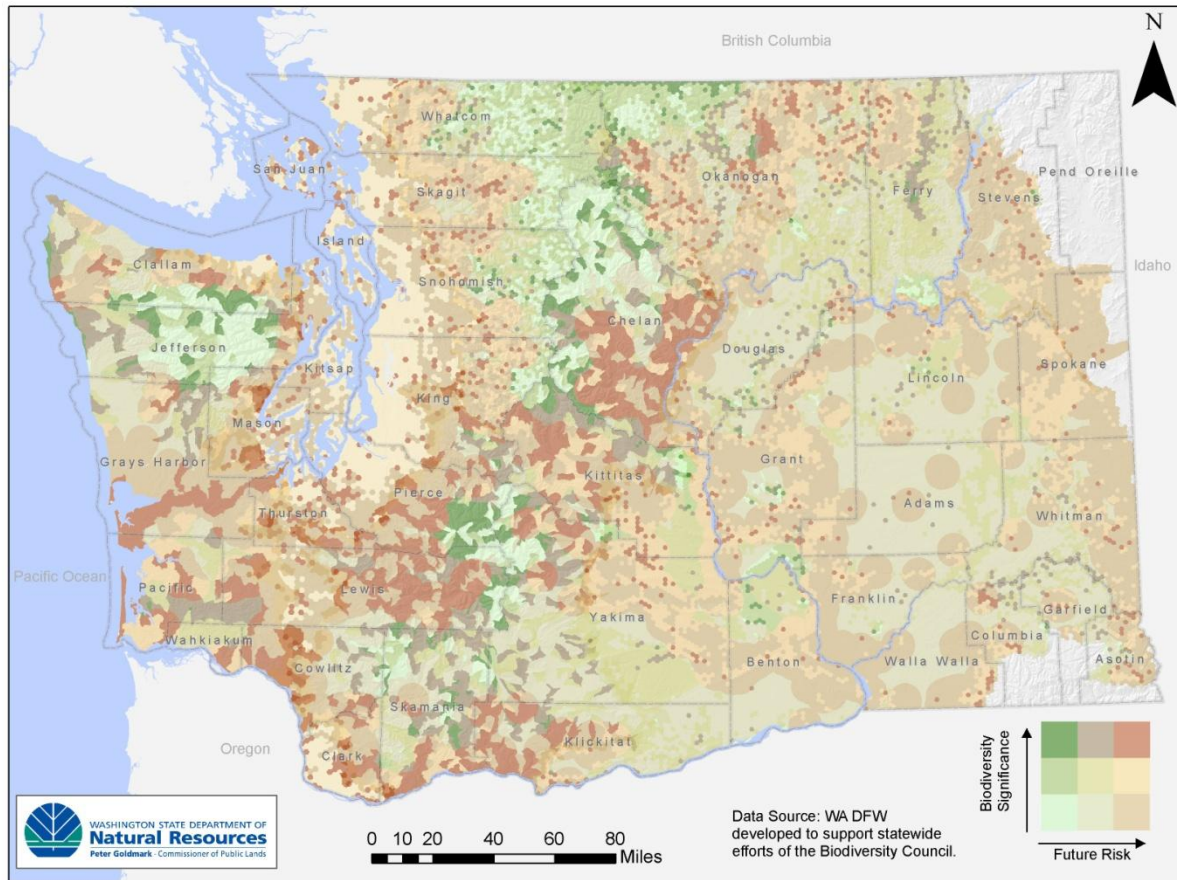 British Columbia
N
Whatcom
San Juan
Skagit
Okanogan
Ferry
Stevens
Pend Oreille
Island
Clallam
Snohomish
Idaho
Chelan
Jefferson
Kitsap
Douglas
Lincoln
Spokane
King
Mason
Grays Harbor
Kittitas
Grant
Pierce
Thurston
Adams
Whitman
Pacific Ocean
Pacific
Lewis
Yakima
Franklin
Garfield
Wahkiakum
Columbia
Cowlitz
Benton
Walla Walla
Asotin
Skamania
Oregon
Clark
Klickitat
Biodiversity
Significance
Future Risk
WASHINGTON STATE DEPARTMENT OF
Natural Resources
Peter Goldmark - Commissioner of Public Lands
0 10 20 40 60 80
Miles
Data Source: WA DFW
developed to support statewide
efforts of the Biodiversity Council.